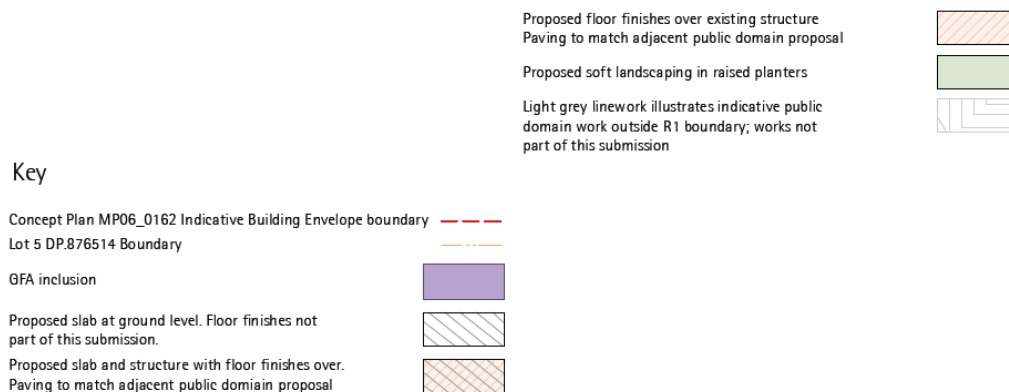 Proposed floor finishes over existing structure
Paving to match adjacent public domain proposal
Proposed soft landscaping in raised planters
Light grey linework illustrates indicative public
domain work outside R1 boundary; works not
part of this submission
Key
Concept Plan MP06_0162 Indicative Building Envelope boundary
Lot 5 DP.876514 Boundary
GFA inclusion
Proposed slab at ground level. Floor finishes not
part of this submission.
Proposed slab and structure with floor finishes over.
Paving to match adjacent public domiain proposal